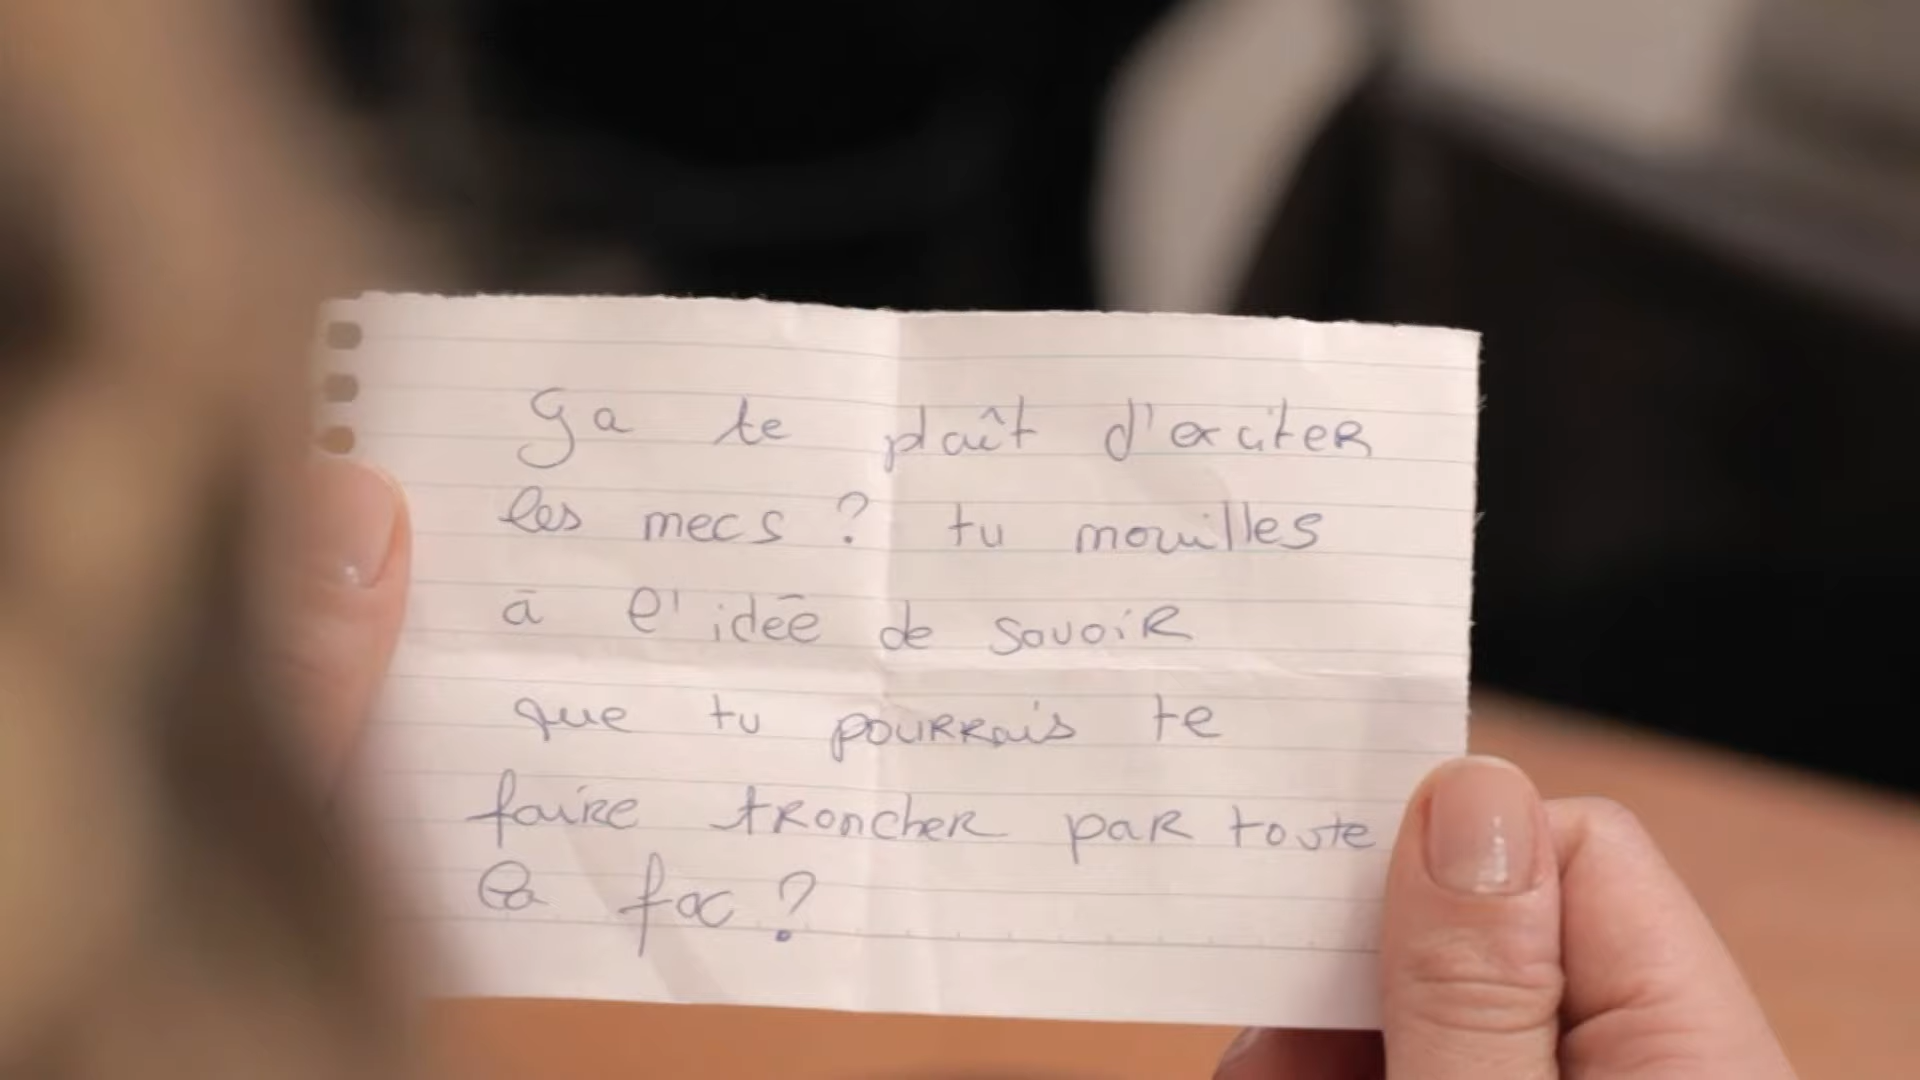 Ça te plaît d'exciter
les mecs ? tu mouilles
à l'idée de savoir
que tu pourrais te
faire troncher par toute
la fac ?